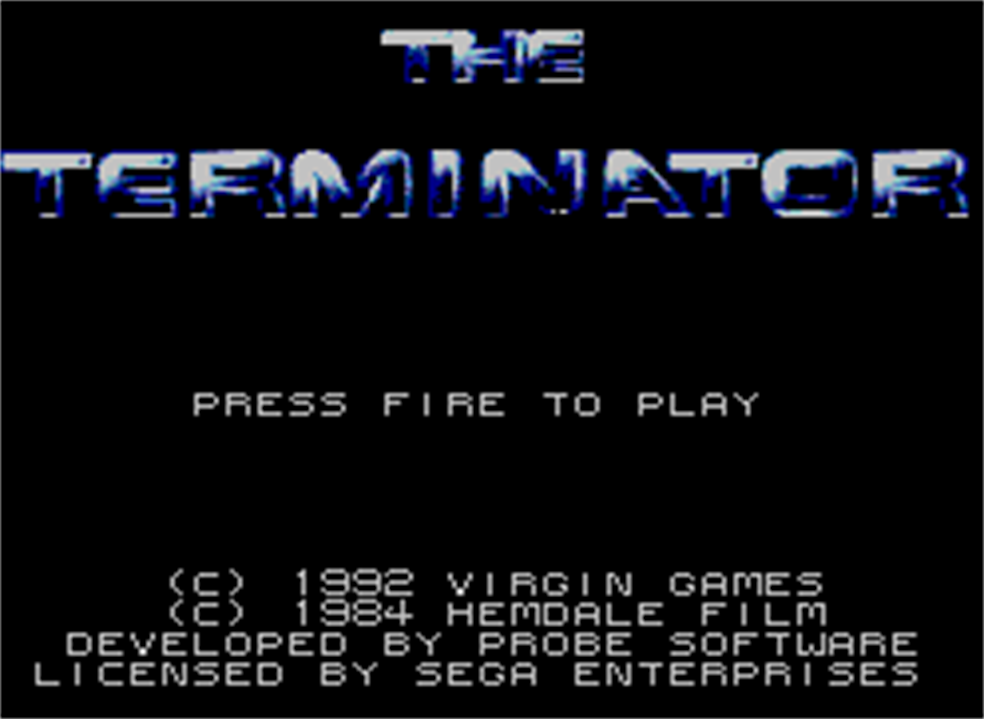 THE
TERMINATOR
PRESS FIRE TO PLAY
(C) 1992 VIRGIN GAMES
(C) 1984 HEMDALE FILM
DEVELOPED BY PROBE SOFTWARE
LICENSED BY SEGA ENTERPRISES